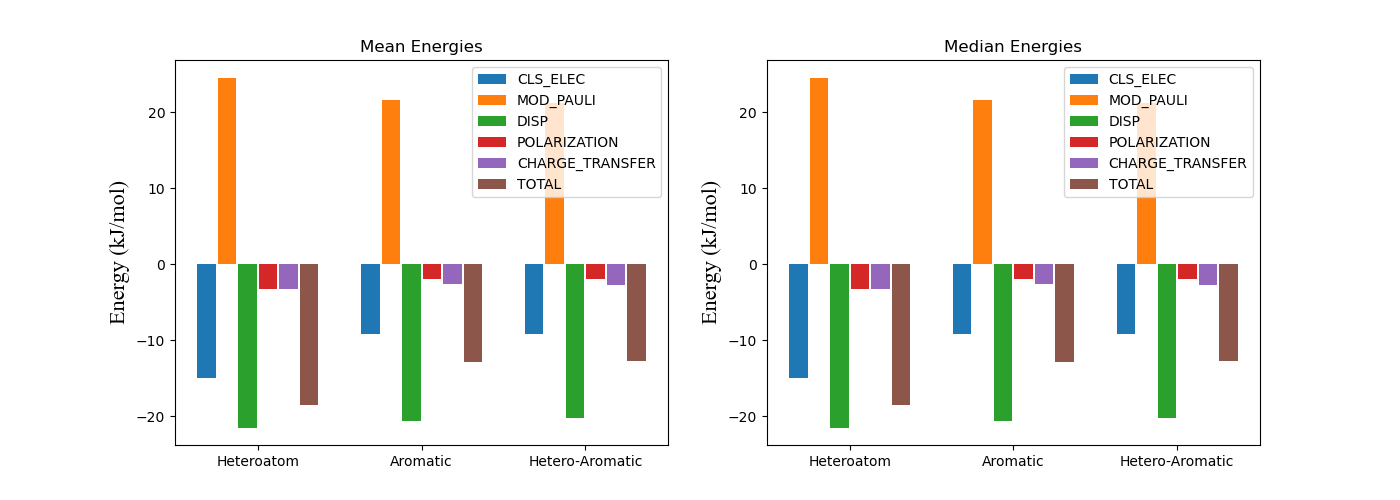 Mean Energies
Energy (kJ/mol)
20
10
0
−10
−20
CLS_ELEC
MOD_PAULI
DISP
POLARIZATION
CHARGE_TRANSFER
TOTAL
Heteroatom
Aromatic
Hetero-Aromatic
Median Energies
Energy (kJ/mol)
20
10
0
−10
−20
CLS_ELEC
MOD_PAULI
DISP
POLARIZATION
CHARGE_TRANSFER
TOTAL
Heteroatom
Aromatic
Hetero-Aromatic